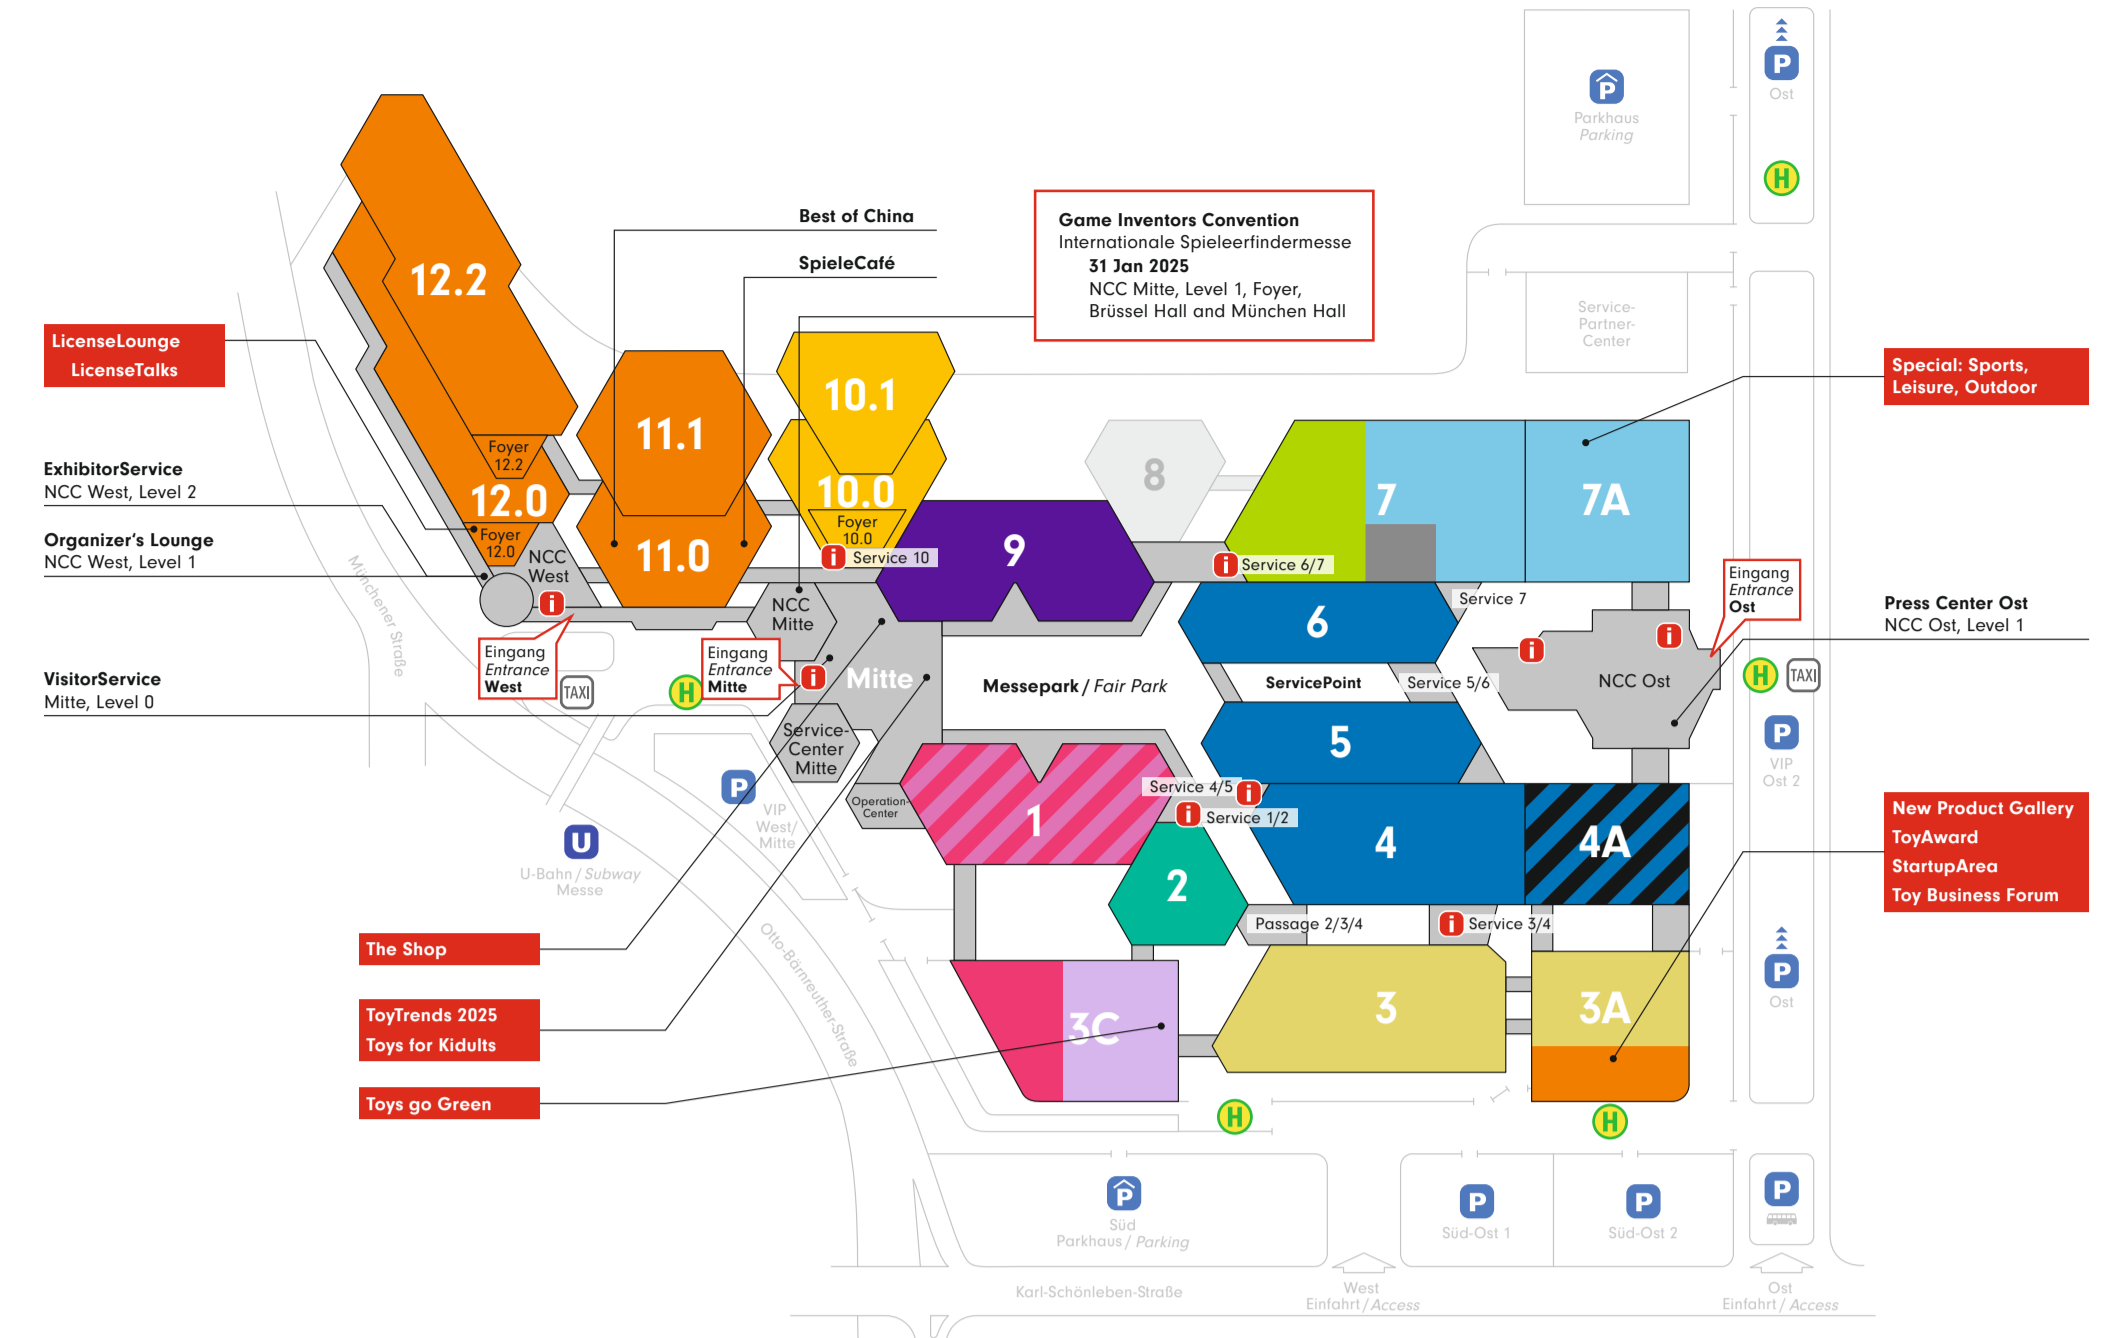 P
Ost
P
Parkhaus
Parking
H
12.2
Best of China
SpieleCafé
Game Inventors Convention
Internationale Spieleerfindermesse
31 Jan 2025
NCC Mitte, Level 1, Foyer,
Brüssel Hall and München Hall
Service-
Partner-
Center
LicenseLounge
LicenseTalks
Special: Sports,
Leisure, Outdoor
10.1
11.1
Foyer
12.2
8
7
7A
ExhibitorService
NCC West, Level 2
12.0
10.0
Foyer
10.0
Foyer
12.0
Organizer's Lounge
NCC West, Level 1
NCC
West
11.0
i Service 10
9
i Service 6/7
Münchener Straße
i
NCC
Mitte
6
Service 7
Eingang
Entrance
Ost
Press Center Ost
NCC Ost, Level 1
i
i
Eingang
Entrance
West
TAXI
H
Eingang
Entrance
Mitte
i
Mitte
Messepark / Fair Park
ServicePoint
Service 5/6
NCC Ost
H
TAXI
VisitorService
Mitte, Level 0
Service-
Center
Mitte
5
P
VIP
Ost 2
P
VIP
West/
Mitte
Operation-
Center
1
Service 4/5 i
i Service 1/2
4
4A
New Product Gallery
ToyAward
StartupArea
Toy Business Forum
U
U-Bahn / Subway
Messe
2
Passage 2/3/4
i Service 3/4
Otto-Bärnreuther-Straße
The Shop
P
Ost
ToyTrends 2025
Toys for Kidults
3C
3
3A
Toys go Green
H
H
P
Süd
Parkhaus / Parking
P
Süd-Ost 1
P
Süd-Ost 2
P
Karl-Schönleben-Straße
West
Einfahrt / Access
Ost
Einfahrt / Access